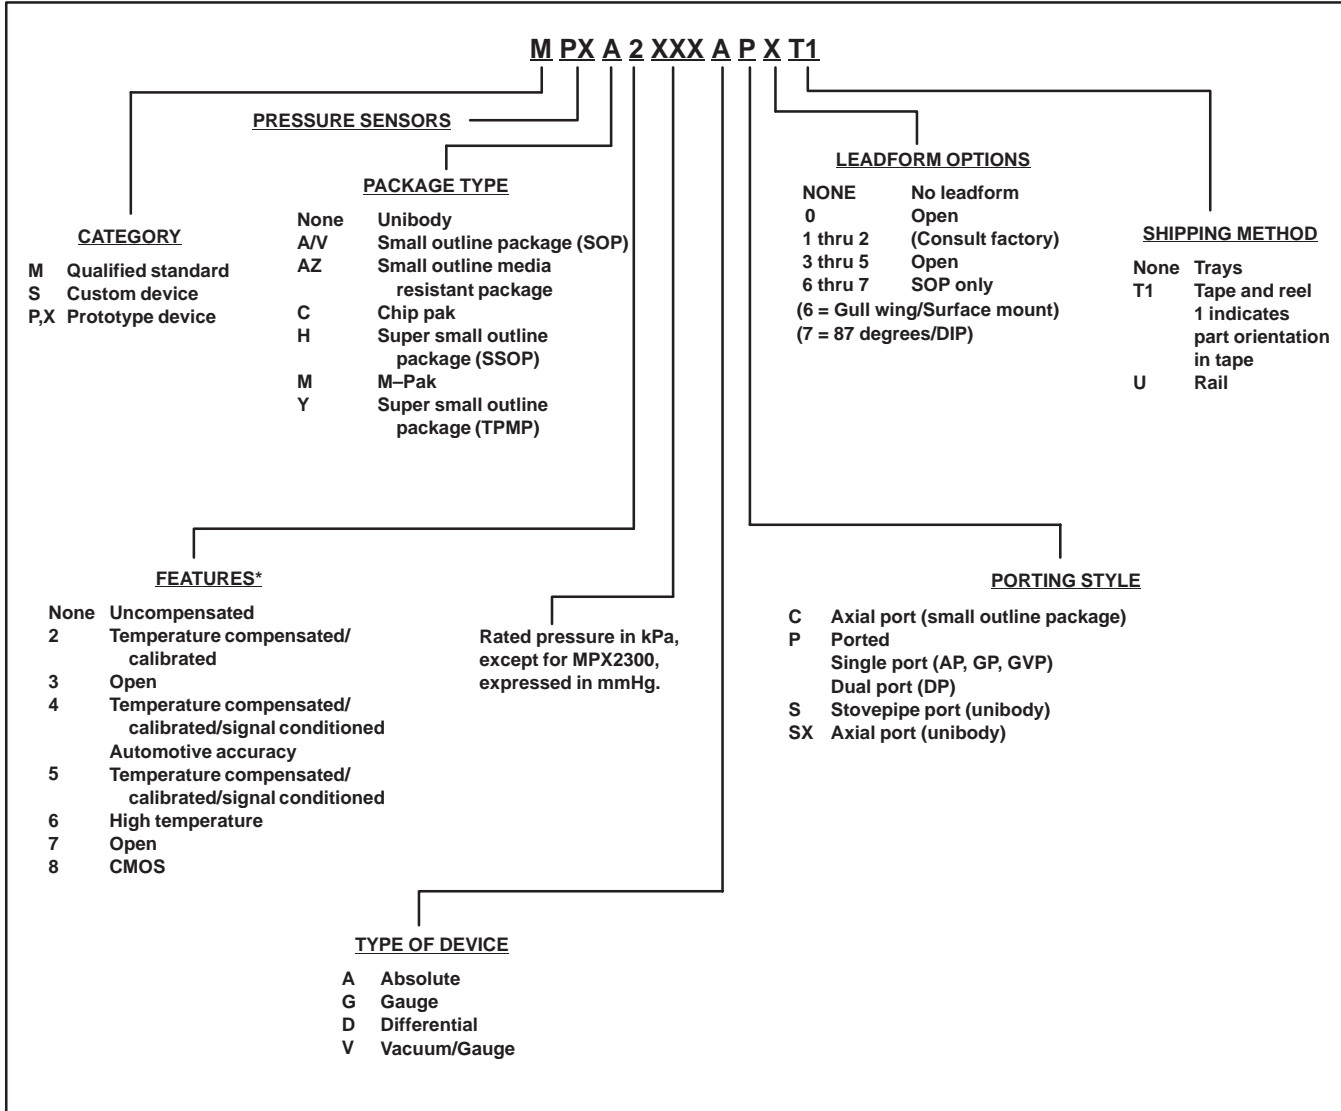 M PX A 2 XXX A P X T1
PRESSURE SENSORS
CATEGORY
M Qualified standard
S Custom device
P,X Prototype device
PACKAGE TYPE
None Unibody
A/V Small outline package (SOP)
AZ Small outline media
resistant package
C Chip pak
H Super small outline
package (SSOP)
M M–Pak
Y Super small outline
package (TPMP)
LEADFORM OPTIONS
NONE No leadform
0 Open
1 thru 2 (Consult factory)
3 thru 5 Open
6 thru 7 SOP only
(6 = Gull wing/Surface mount)
(7 = 87 degrees/DIP)
SHIPPING METHOD
None Trays
T1 Tape and reel
1 indicates
part orientation
in tape
U Rail
FEATURES*
None Uncompensated
2 Temperature compensated/
calibrated
3 Open
4 Temperature compensated/
calibrated/signal conditioned
Automotive accuracy
5 Temperature compensated/
calibrated/signal conditioned
6 High temperature
7 Open
8 CMOS
Rated pressure in kPa,
except for MPX2300,
expressed in mmHg.
PORTING STYLE
C Axial port (small outline package)
P Ported
Single port (AP, GP, GVP)
Dual port (DP)
S Stovepipe port (unibody)
SX Axial port (unibody)
TYPE OF DEVICE
A Absolute
G Gauge
D Differential
V Vacuum/Gauge